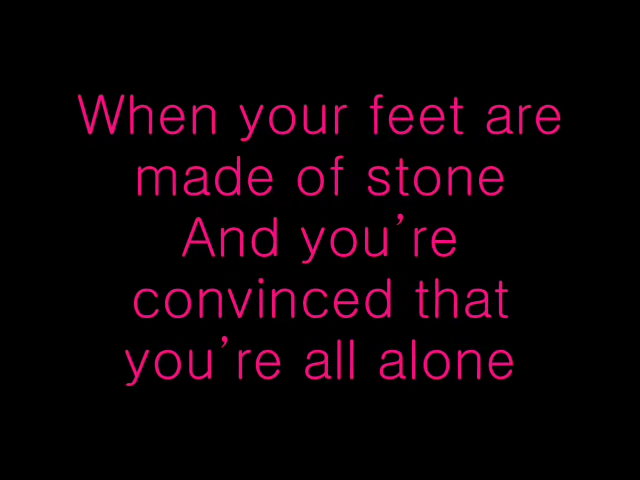 When your feet are
made of stone
And you’re
convinced that
you’re all alone